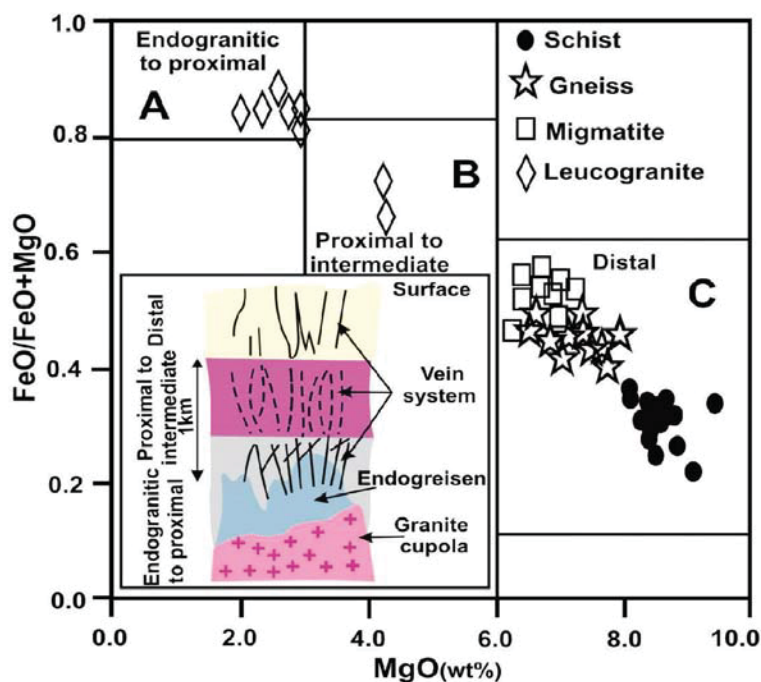 1.0
0.8
0.6
0.4
0.2
0.0
FeO/FeO+MgO
Endogranitic
to proximal
A
B
Proximal to
intermediate
Schist
Gneiss
Migmatite
Leucogranite
Distal
C
Surface
Distal
Proximal to
intermediate
1km
Endogranitic
to proximal
Vein
system
Endogreisen
Granite
cupola
0.0
2.0
4.0
6.0
8.0
10.0
MgO(wt%)